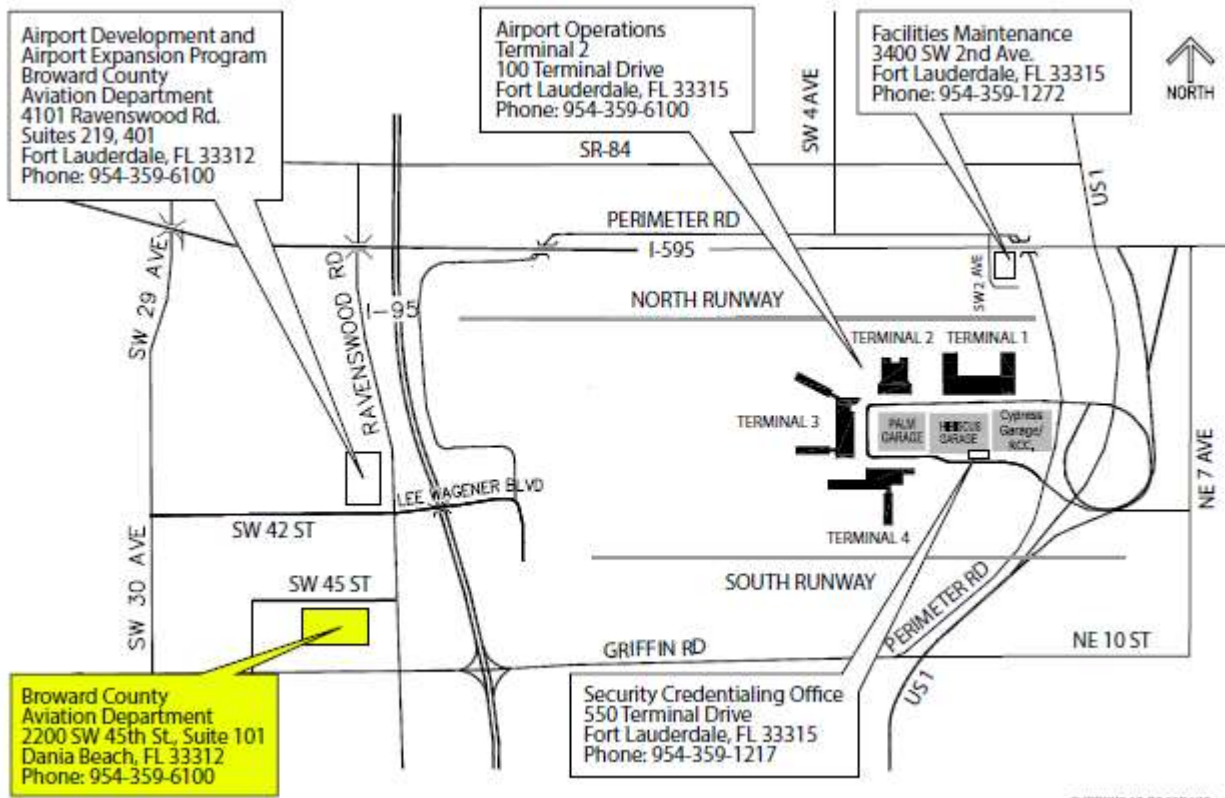 Airport Development and
Airport Expansion Program
Broward County
Aviation Department
4101 Ravenswood Rd.
Suites 219, 401
Fort Lauderdale, FL 33312
Phone: 954-359-6100
Airport Operations
Terminal 2
100 Terminal Drive
Fort Lauderdale, FL 33315
Phone: 954-359-6100
Facilities Maintenance
3400 SW 2nd Ave.
Fort Lauderdale, FL 33315
Phone: 954-359-1272
NORTH
SW 4 AVE
SR-84
US 1
PERIMETER RD
I-595
SW 29 AVE
RAVENSWOOD RD
I-95
SW 2 AVE
NORTH RUNWAY
TERMINAL 2
TERMINAL 1
TERMINAL 3
PALM
GARAGE
HIBISCUS
GARAGE
Cypress
Garage/
RCC
NE 7 AVE
LEE WAGENER BLVD
SW 42 ST
TERMINAL 4
SW 30 AVE
SW 45 ST
SOUTH RUNWAY
PERIMETER RD
GRIFFIN RD
NE 10 ST
US 1
Broward County
Aviation Department
2200 SW 45th St., Suite 101
Dania Beach, FL 33312
Phone: 954-359-6100
Security Credentialing Office
550 Terminal Drive
Fort Lauderdale, FL 33315
Phone: 954-359-1217